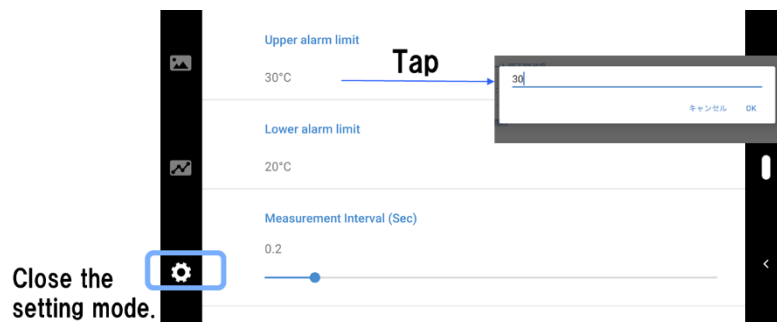 Upper alarm limit
Tap
30°C
30
キャンセル OK
Lower alarm limit
20°C
Measurement Interval (Sec)
0.2
Close the
setting mode.